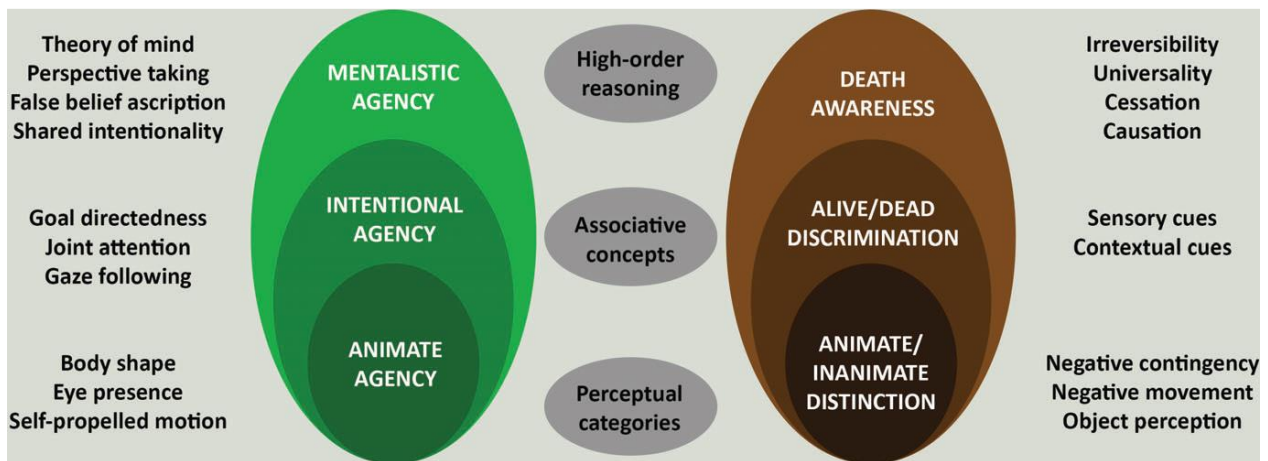 Theory of mind
Perspective taking
False belief ascription
Shared intentionality
MENTALISTIC
AGENCY
High-order
reasoning
DEATH
AWARENESS
Irreversibility
Universality
Cessation
Causation
Goal directedness
Joint attention
Gaze following
INTENTIONAL
AGENCY
Associative
concepts
ALIVE/DEAD
DISCRIMINATION
Sensory cues
Contextual cues
Body shape
Eye presence
Self-propelled motion
ANIMATE
AGENCY
Perceptual
categories
ANIMATE/
INANIMATE
DISTINCTION
Negative contingency
Negative movement
Object perception